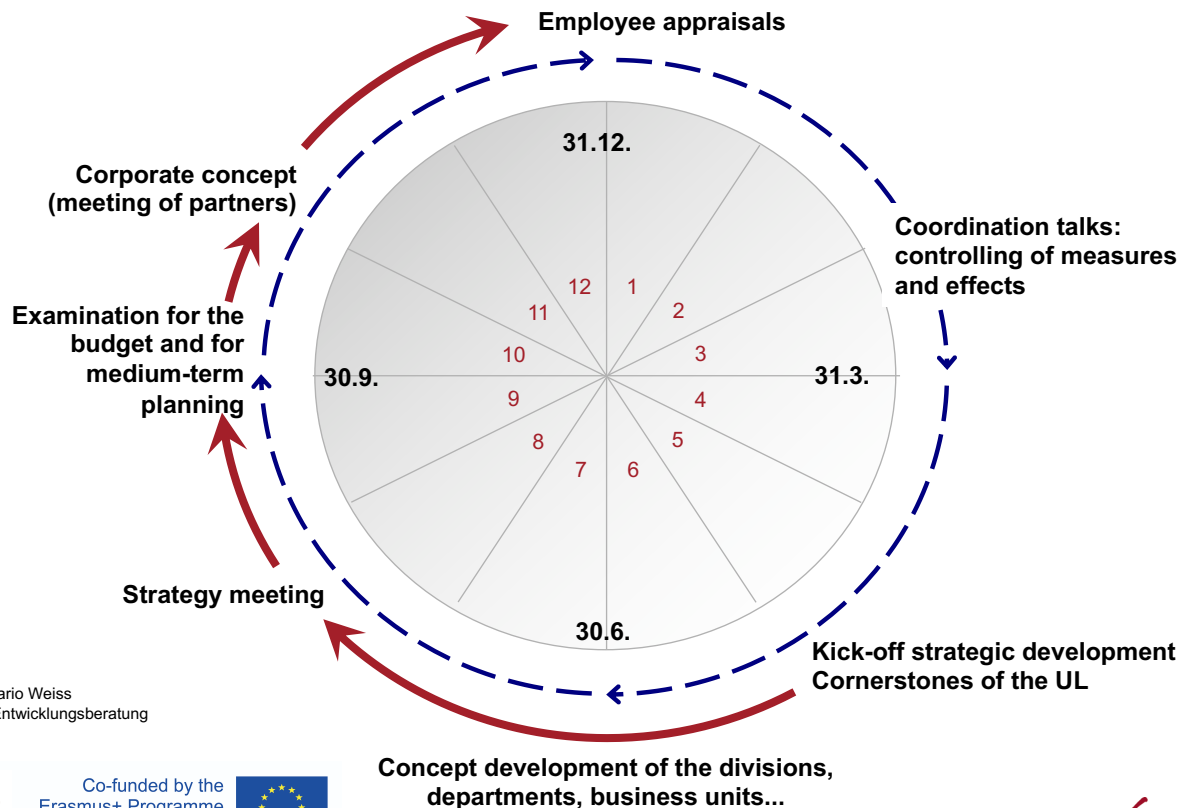 Employee appraisals
31.12.
Corporate concept
(meeting of partners)
Coordination talks:
controlling of measures
and effects
12
1
11
2
Examination for the
budget and for
medium-term
planning
10
3
30.9.
31.3.
9
4
8
5
7
6
Strategy meeting
30.6.
Kick-off strategic development
Cornerstones of the UL
Weiss
Entwicklungsberatung
Concept development of the divisions,
departments, business units...
Co-funded by the
Erasmus+ Programme